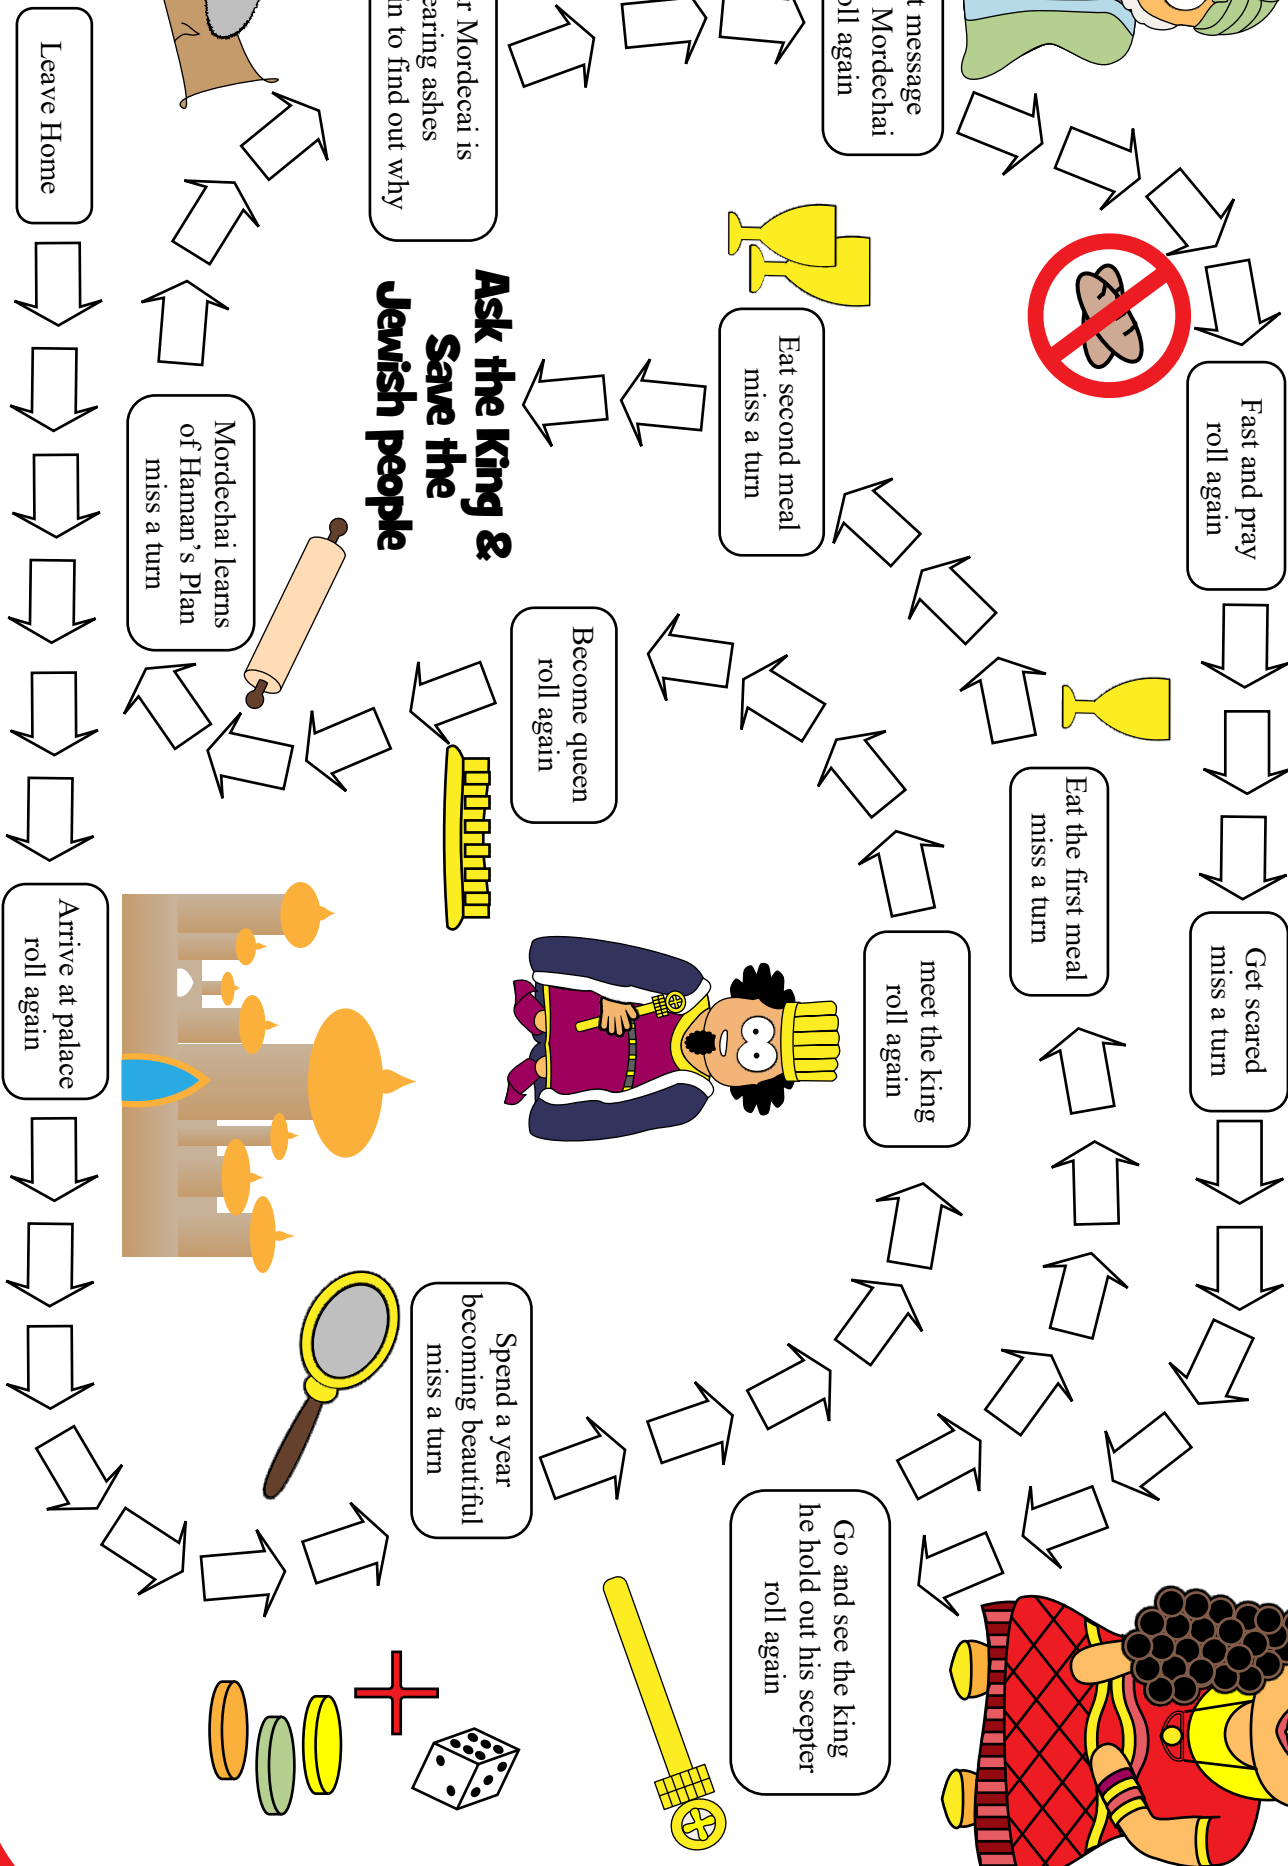 Leave Home
Arrive at palace
roll again
Spend a year
becoming beautiful
miss a turn
meet the king
roll again
Become queen
roll again
Mordechai learns
of Haman's Plan
miss a turn
r Mordecai is
earing ashes
in to find out why
t message
Mordechai
oll again
Fast and pray
roll again
Get scared
miss a turn
Go and see the king
he hold out his scepter
roll again
Eat the first meal
miss a turn
Eat second meal
miss a turn
Ask the King &
Save the
Jewish people